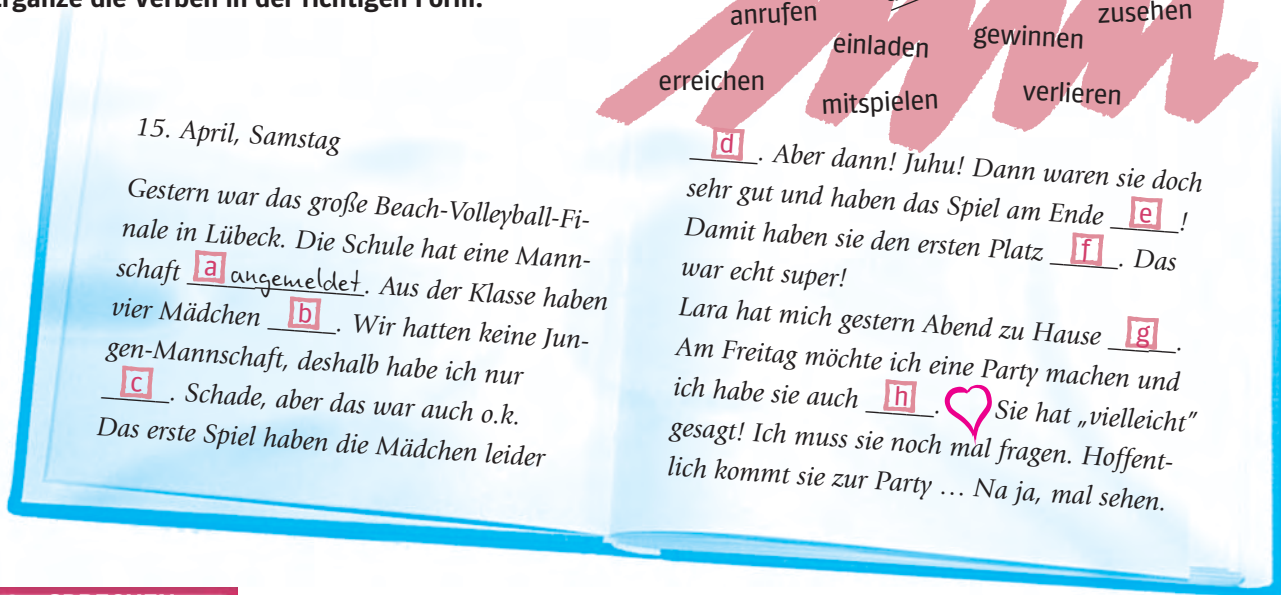 ergänze die Verben in der richtigen Form.
anrufen
zusehen
einladen
gewinnen
erreichen
mitspielen
verlieren
15. April, Samstag
Gestern war das große Beach-Volleyball-Fi-
nale in Lübeck. Die Schule hat eine Mann-
schaft a angemeldet. Aus der Klasse haben
vier Mädchen b. Wir hatten keine Jun-
gen-Mannschaft, deshalb habe ich nur
c. Schade, aber das war auch o.k.
Das erste Spiel haben die Mädchen leider
d. Aber dann! Juhu! Dann waren sie doch
sehr gut und haben das Spiel am Ende e!
Damit haben sie den ersten Platz f. Das
war echt super!
Lara hat mich gestern Abend zu Hause g.
Am Freitag möchte ich eine Party machen und
ich habe sie auch h. Sie hat „vielleicht"
gesagt! Ich muss sie noch mal fragen. Hoffent-
lich kommt sie zur Party … Na ja, mal sehen.